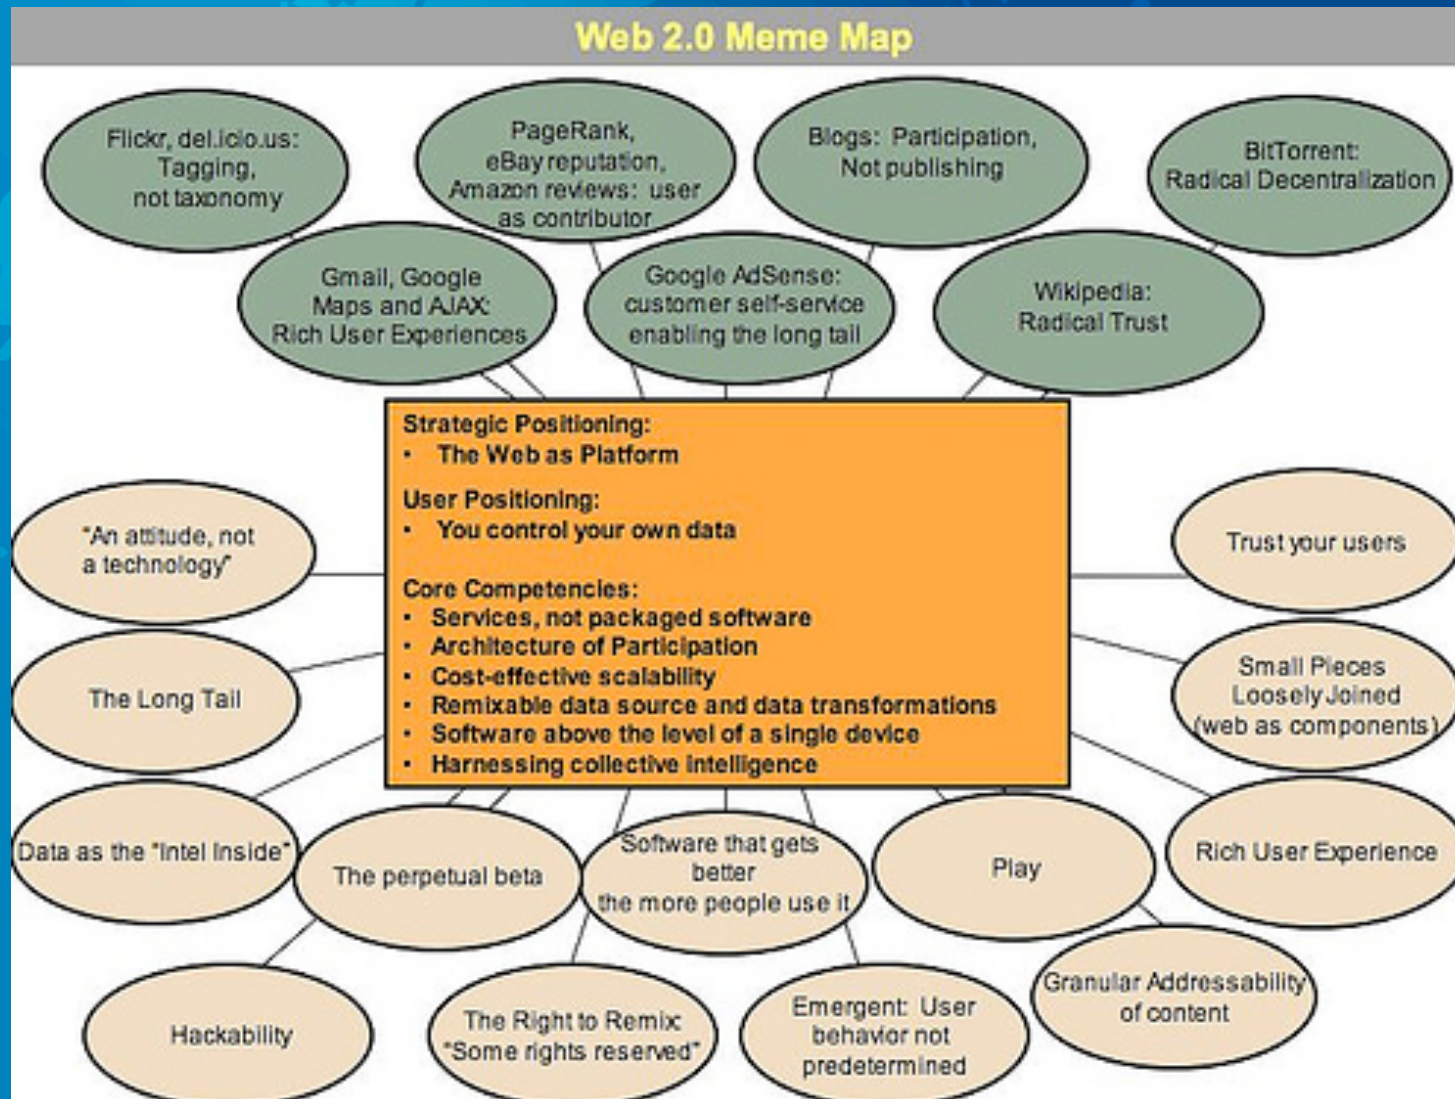 Web 2.0 Meme Map
Flickr, del.icio.us:
Tagging,
not taxonomy
PageRank,
eBay reputation,
Amazon reviews: user
as contributor
Blogs: Participation,
Not publishing
BitTorrent:
Radical Decentralization
Gmail, Google
Maps and AJAX:
Rich User Experiences
Google AdSense:
customer self-service
enabling the long tail
Wikipedia:
Radical Trust
Strategic Positioning:
• The Web as Platform
User Positioning:
• You control your own data
Core Competencies:
• Services, not packaged software
• Architecture of Participation
• Cost-effective scalability
• Remixable data source and data transformations
• Software above the level of a single device
• Harnessing collective intelligence
"An attitude, not
a technology"
Trust your users
The Long Tail
Small Pieces
Loosely Joined
(web as components)
Data as the "Intel Inside"
The perpetual beta
Software that gets
better
the more people use it
Play
Rich User Experience
Hackability
The Right to Remix:
"Some rights reserved"
Emergent: User
behavior not
predetermined
Granular Addressability
of content